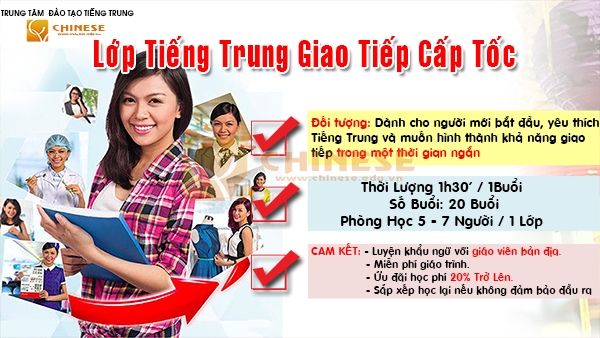 TRUNG TÂM ĐÀO TẠO TIẾNG TRUNG
CHINESE
Lớp Tiếng Trung Giao Tiếp Cấp Tốc
Đối tượng: Dành cho người mới bắt đầu, yêu thích
Tiếng Trung và muốn hình thành khả năng giao
tiếp trong một thời gian ngắn
CHINESE
www.chinese.edu.vn
Thời Lượng 1h30' / 1Buổi
Số Buổi: 20 Buổi
Phòng Học 5 - 7 Người / 1 Lớp
CAM KẾT: - Luyện khẩu ngữ với giáo viên bản địa.
- Miễn phí giáo trình.
- Ưu đãi học phí 20% Trở Lên.
- Sắp xếp học lại nếu không đảm bảo đầu ra